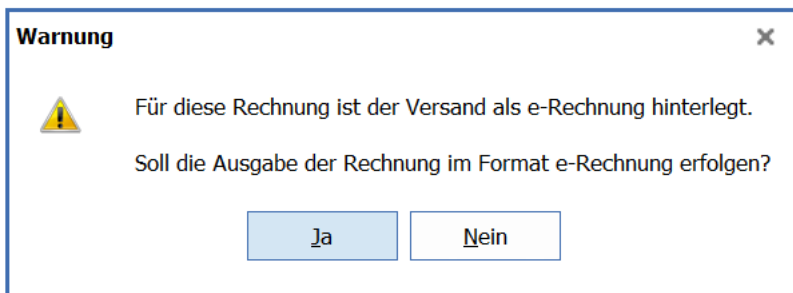 Warnung
Für diese Rechnung ist der Versand als e-Rechnung hinterlegt.
Soll die Ausgabe der Rechnung im Format e-Rechnung erfolgen?
Ja
Nein